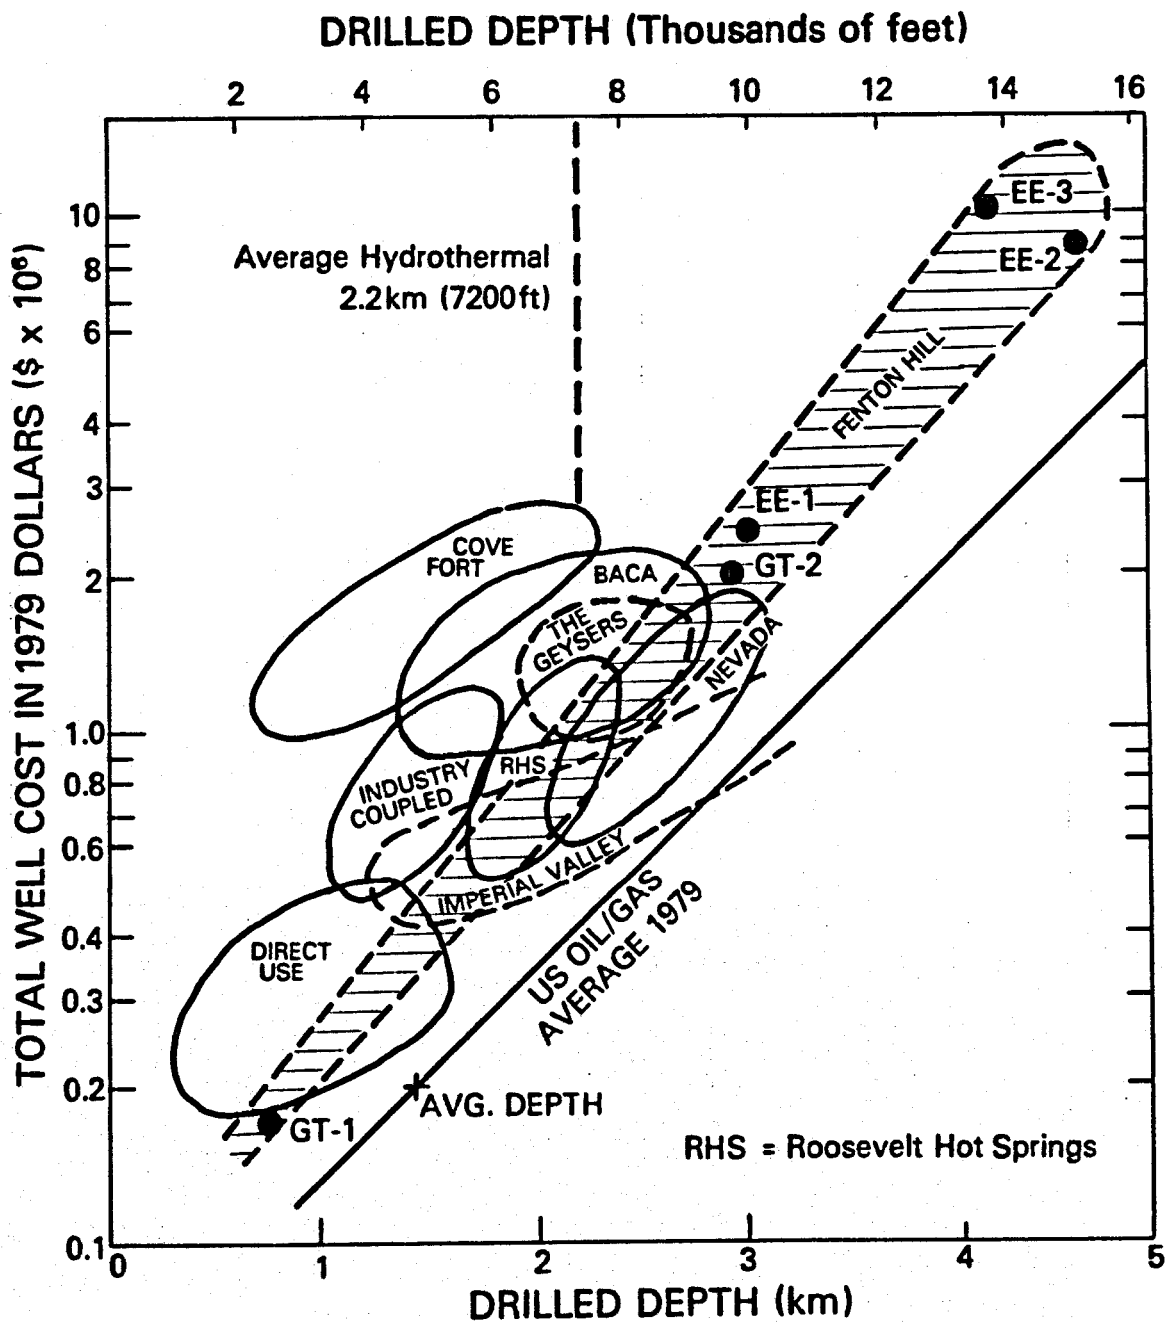 DRILLED DEPTH (Thousands of feet)
2 4 6 8 10 12 14 16
TOTAL WELL COST IN 1979 DOLLARS ($ x 10⁶)
10
8
6
4
3
2
1.0
0.8
0.6
0.4
0.3
0.2
0.1
Average Hydrothermal
2.2km (7200ft)
EE-3
EE-2
FENTON HILL
EE-1
GT-2
COVE
FORT
BACA
THE
GEYSERS
NEVADA
RHS
INDUSTRY
COUPLED
IMPERIAL VALLEY
DIRECT
USE
US OIL/GAS
AVERAGE 1979
AVG. DEPTH
GT-1
RHS = Roosevelt Hot Springs
0 1 2 3 4 5
DRILLED DEPTH (km)